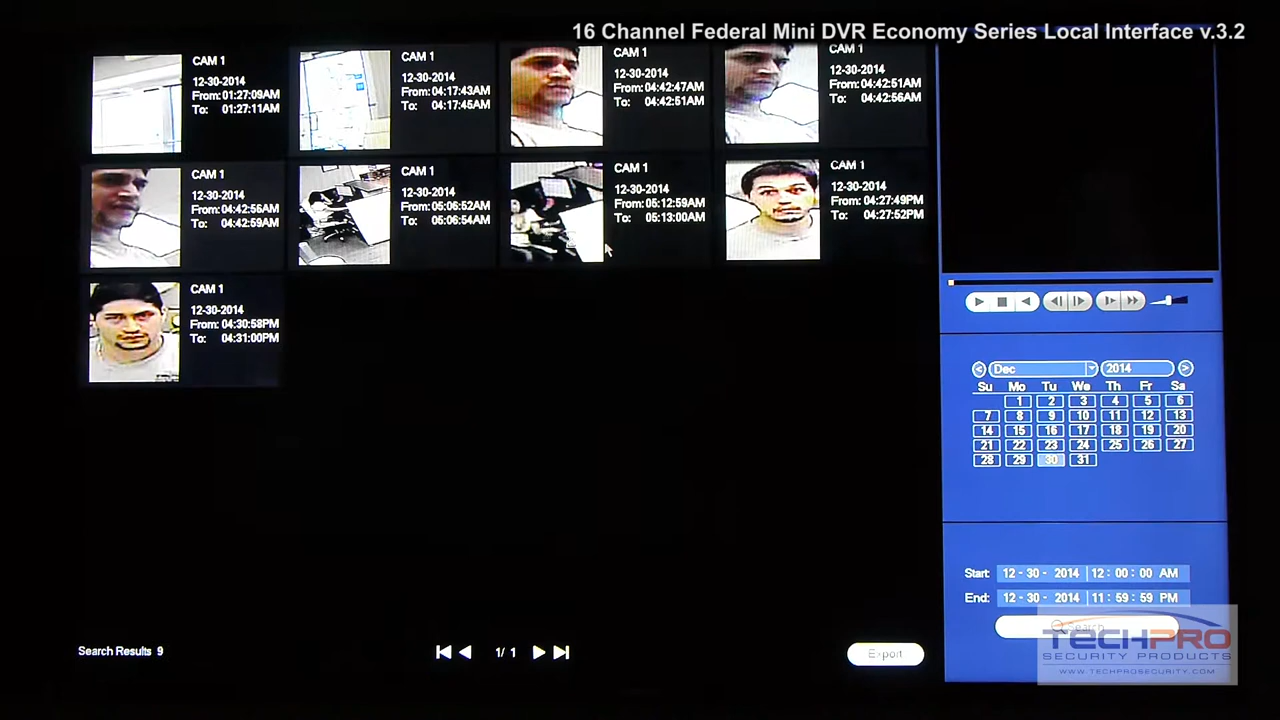 16 Channel Federal Mini DVR Economy Series Local Interface v.3.2
CAM 1
12-30-2014
From: 01:27:09AM
To: 01:27:11AM
CAM 1
12-30-2014
From: 04:17:43AM
To: 04:17:45AM
CAM 1
12-30-2014
From: 04:42:47AM
To: 04:42:51AM
CAM 1
12-30-2014
From: 04:42:51AM
To: 04:42:56AM
CAM 1
12-30-2014
From: 04:42:56AM
To: 04:42:59AM
CAM 1
12-30-2014
From: 05:06:52AM
To: 05:06:54AM
CAM 1
12-30-2014
From: 05:12:59AM
To: 05:13:00AM
CAM 1
12-30-2014
From: 04:27:49PM
To: 04:27:52PM
CAM 1
12-30-2014
From: 04:30:58PM
To: 04:31:00PM
Dec 2014
Su Mo Tu We Th Fr Sa
1 2 3 4 5 6
7 8 9 10 11 12 13
14 15 16 17 18 19 20
21 22 23 24 25 26 27
28 29 30 31
Start: 12 - 30 - 2014 12 : 00 : 00 AM
End: 12 - 30 - 2014 11 : 59 : 59 PM
Search
TECHPRO
SECURITY PRODUCTS
WWW.TECHPROSECURITY.COM
Search Results 9
1/ 1
Export